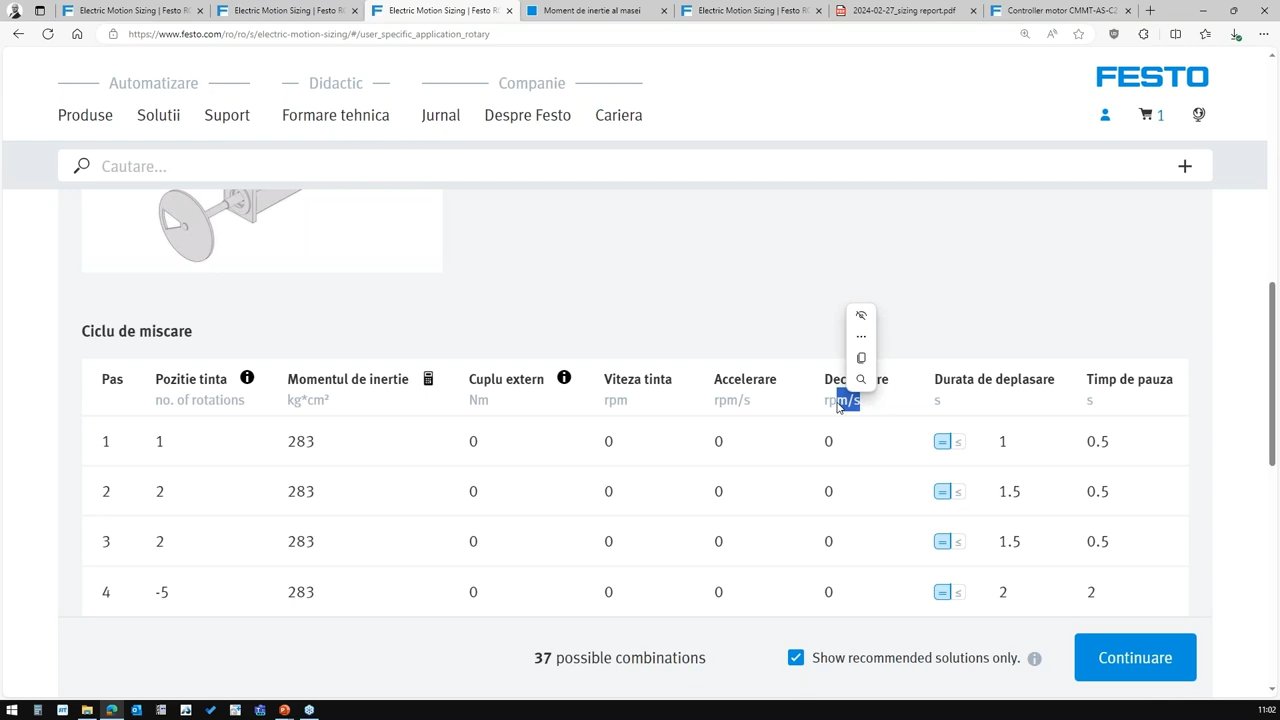 Electric Motion Sizing | Festo R
Electric Motion Sizing | Festo R
Electric Motion Sizing | Festo R
Moment de inertie al masei
Electric Motion Sizing | Festo R
2024-02-27_sizing report.pdf
Controller motor CMMT-AS-C2
https://www.festo.com/ro/ro/s/electric-motion-sizing/#/user_specific_application_rotary
Automatizare Didactic Companie
FESTO
Produse Solutii Suport Formare tehnica Jurnal Despre Festo Cariera
1
Cautare...
Ciclu de miscare
Pas Pozitie tinta Momentul de inertie Cuplu extern Viteza tinta Accelerare Durata de deplasare Timp de pauza
no. of rotations kg*cm² Nm rpm rpm/s rpm/s s s
1 1 283 0 0 0 0 = ≤ 1 0.5
2 2 283 0 0 0 0 = ≤ 1.5 0.5
3 2 283 0 0 0 0 = ≤ 1.5 0.5
4 -5 283 0 0 0 0 = ≤ 2 2
37 possible combinations
Show recommended solutions only.
Continuare
11:02